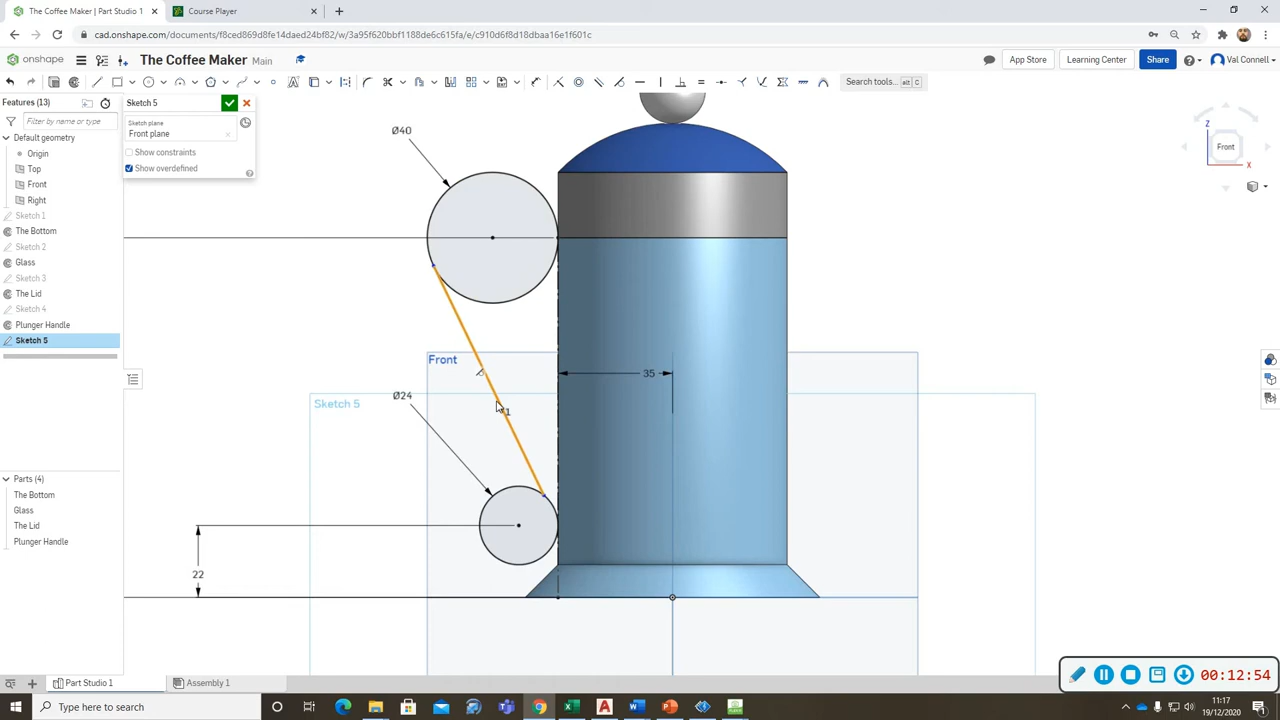 The Coffee Maker | Part Studio 1
Course Player
cad.onshape.com/documents/f8ced869d8fe14daed24bf82/w/3a95f620bbf1188de6c615fa/e/c910d6f8d18dbaa16e1f1c03
onshape
The Coffee Maker Main
App Store
Learning Center
Share
Val Connell
Search tools...
alt C
Features (13)
Filter by name or type
Default geometry
Origin
Top
Front
Right
Sketch 1
The Bottom
Sketch 2
Glass
Sketch 3
The Lid
Sketch 4
Plunger Handle
Sketch 5
Parts (4)
The Bottom
Glass
The Lid
Plunger Handle
Sketch 5
Sketch plane
Front plane
Show constraints
Show overdefined
Ø40
Front
Sketch 5
Ø24
1
35
22
Z
Front
X
Part Studio 1
Assembly 1
00:12:54
Type here to search
11:17
19/12/2020